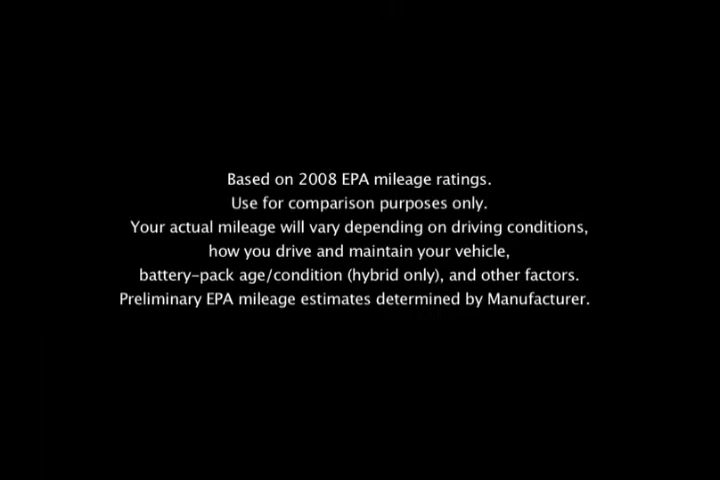 Based on 2008 EPA mileage ratings.
Use for comparison purposes only.
Your actual mileage will vary depending on driving conditions,
how you drive and maintain your vehicle,
battery-pack age/condition (hybrid only), and other factors.
Preliminary EPA mileage estimates determined by Manufacturer.